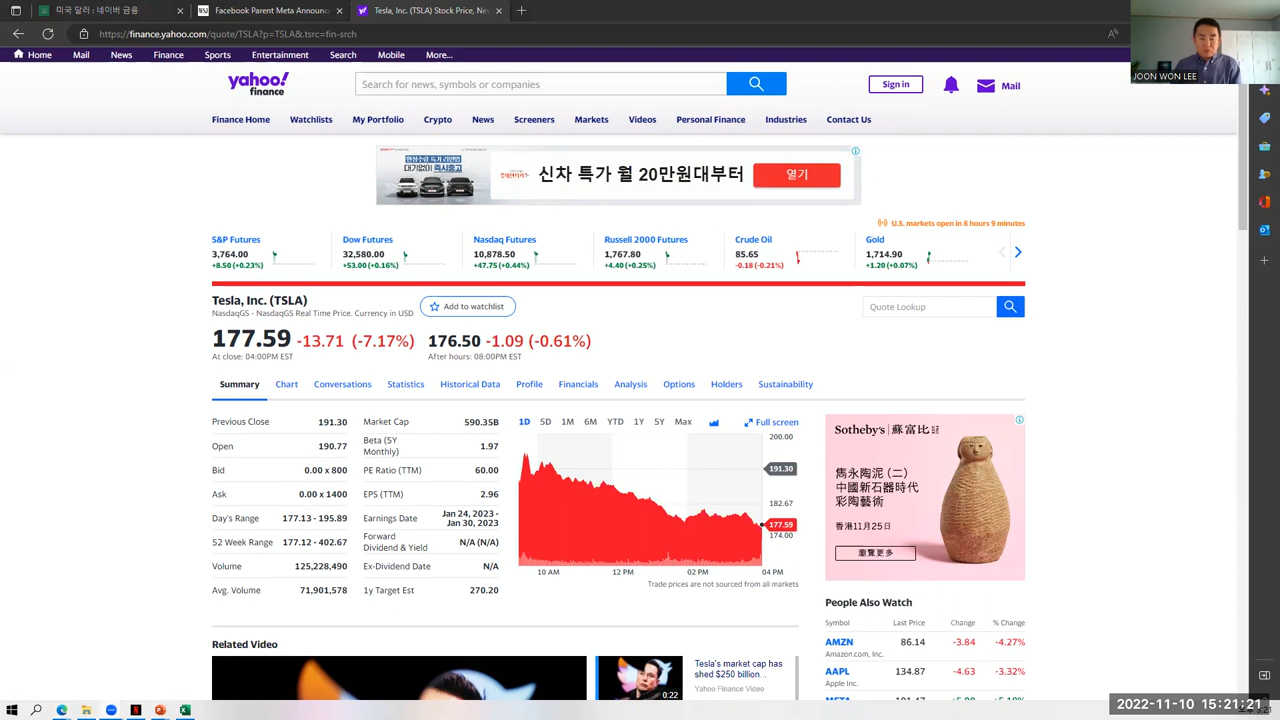 미국 달러 : 네이버 금융
Facebook Parent Meta Announce
Tesla, Inc. (TSLA) Stock Price, Ne
https://finance.yahoo.com/quote/TSLA?p=TSLA&.tsrc=fin-srch
JOON WON LEE
Home Mail News Finance Sports Entertainment Search Mobile More...
yahoo!
finance
Search for news, symbols or companies
Sign in
Mail
Finance Home Watchlists My Portfolio Crypto News Screeners Markets Videos Personal Finance Industries Contact Us
신차 특가 월 20만원대부터
열기
U.S. markets open in 8 hours 9 minutes
S&P Futures Dow Futures Nasdaq Futures Russell 2000 Futures Crude Oil Gold
3,764.00 32,580.00 10,878.50 1,767.80 85.65 1,714.90
+8.50 (+0.23%) +53.00 (+0.16%) +47.75 (+0.44%) +4.40 (+0.25%) -0.18 (-0.21%) +1.20 (+0.07%)
Tesla, Inc. (TSLA)
NasdaqGS - NasdaqGS Real Time Price. Currency in USD
Add to watchlist
Quote Lookup
177.59 -13.71 (-7.17%) 176.50 -1.09 (-0.61%)
At close: 04:00PM EST After hours: 08:00PM EST
Summary Chart Conversations Statistics Historical Data Profile Financials Analysis Options Holders Sustainability
Previous Close 191.30
Open 190.77
Bid 0.00 x 800
Ask 0.00 x 1400
Day's Range 177.13 - 195.89
52 Week Range 177.12 - 402.67
Volume 125,228,490
Avg. Volume 71,901,578
Market Cap 590.35B
Beta (5Y Monthly) 1.97
PE Ratio (TTM) 60.00
EPS (TTM) 2.96
Earnings Date Jan 24, 2023 - Jan 30, 2023
Forward Dividend & Yield N/A (N/A)
Ex-Dividend Date N/A
1y Target Est 270.20
1D 5D 1M 6M YTD 1Y 5Y Max Full screen
200.00
191.30
182.67
177.59
174.00
10 AM 12 PM 02 PM 04 PM
Trade prices are not sourced from all markets
Sotheby's 蘇富比
雋永陶泥（二）
中國新石器時代
彩陶藝術
香港11月25日
瀏覽更多
People Also Watch
Symbol Last Price Change % Change
AMZN 86.14 -3.84 -4.27%
Amazon.com, Inc.
AAPL 134.87 -4.63 -3.32%
Apple Inc.
Related Video
0:22
Tesla's market cap has
shed $250 billion...
Yahoo Finance Video
2022-11-10 15:21:21